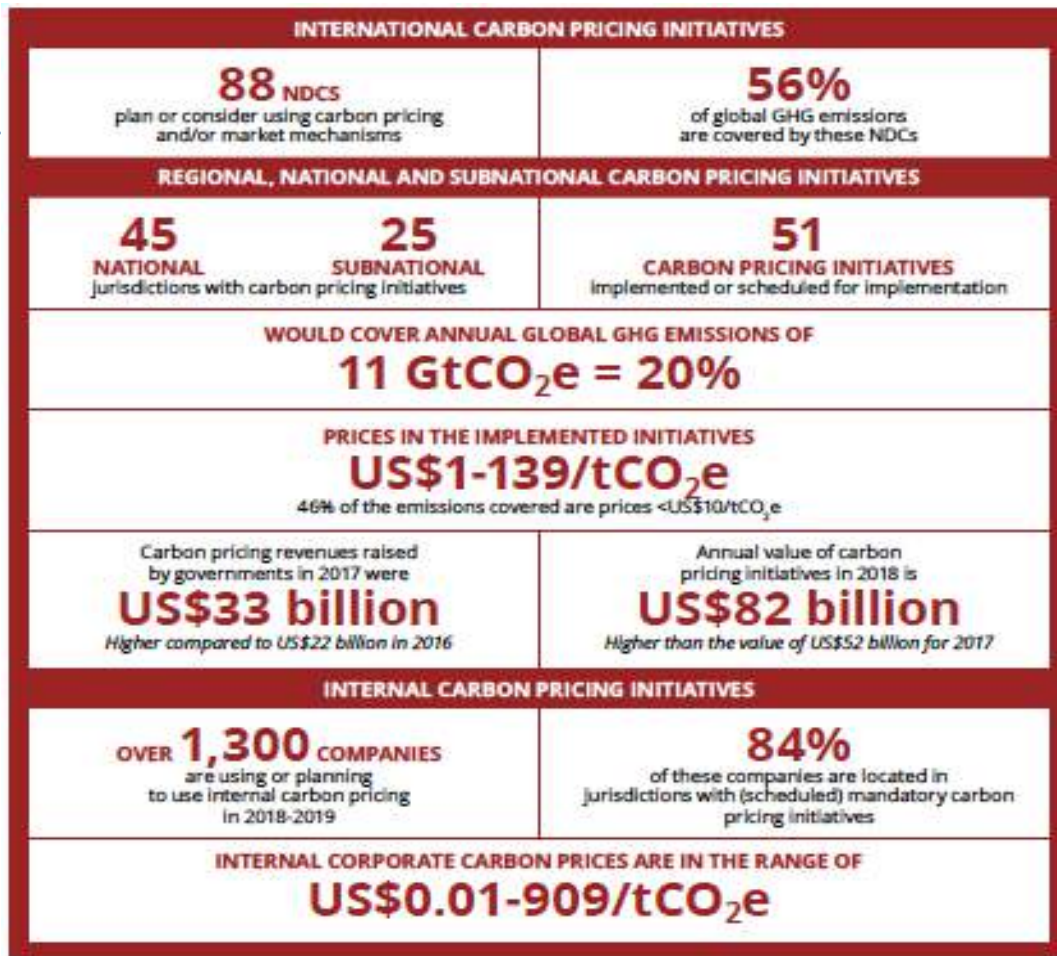 INTERNATIONAL CARBON PRICING INITIATIVES
88 NDCS
plan or consider using carbon pricing
and/or market mechanisms
56%
of global GHG emissions
are covered by these NDCs
REGIONAL, NATIONAL AND SUBNATIONAL CARBON PRICING INITIATIVES
45 25
NATIONAL SUBNATIONAL
jurisdictions with carbon pricing initiatives
51
CARBON PRICING INITIATIVES
implemented or scheduled for implementation
WOULD COVER ANNUAL GLOBAL GHG EMISSIONS OF
11 GtCO₂e = 20%
PRICES IN THE IMPLEMENTED INITIATIVES
US$1-139/tCO₂e
46% of the emissions covered are prices <US$10/tCO₂e
Carbon pricing revenues raised
by governments in 2017 were
US$33 billion
Higher compared to US$22 billion in 2016
Annual value of carbon
pricing initiatives in 2018 is
US$82 billion
Higher than the value of US$52 billion for 2017
INTERNAL CARBON PRICING INITIATIVES
OVER 1,300 COMPANIES
are using or planning
to use internal carbon pricing
in 2018-2019
84%
of these companies are located in
jurisdictions with (scheduled) mandatory carbon
pricing initiatives
INTERNAL CORPORATE CARBON PRICES ARE IN THE RANGE OF
US$0.01-909/tCO₂e